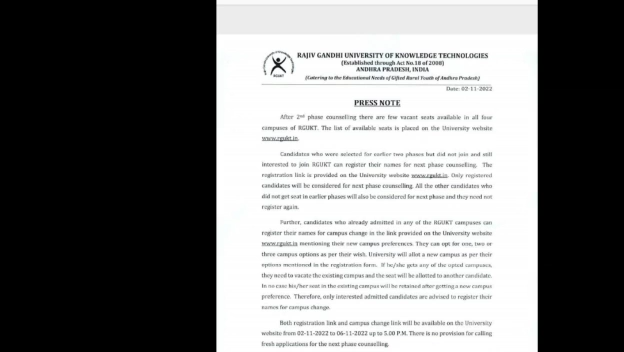 RAJIV GANDHI UNIVERSITY OF KNOWLEDGE TECHNOLOGIES
(Established through Act No.18 of 2008)
ANDHRA PRADESH, INDIA
(Catering to the Educational Needs of Gifted Rural Youth of Andhra Pradesh)
RGUKT
Date: 02-11-2022
PRESS NOTE
After 2nd phase counselling there are few vacant seats available in all four
campuses of RGUKT. The list of available seats is placed on the University website
www.rgukt.in.
Candidates who were selected for earlier two phases but did not join and still
interested to join RGUKT can register their names for next phase counselling. The
registration link is provided on the University website www.rgukt.in. Only registered
candidates will be considered for next phase counselling. All the other candidates who
did not get seat in earlier phases will also be considered for next phase and they need not
register again.
Further, candidates who already admitted in any of the RGUKT campuses can
register their names for campus change in the link provided on the University website
www.rgukt.in mentioning their new campus preferences. They can opt for one, two or
three campus options as per their wish. University will allot a new campus as per their
options mentioned in the registration form. If he/she gets any of the opted campuses,
they need to vacate the existing campus and the seat will be allotted to another candidate.
In no case his/her seat in the existing campus will be retained after getting a new campus
preference. Therefore, only interested admitted candidates are advised to register their
names for campus change.
Both registration link and campus change link will be available on the University
website from 02-11-2022 to 06-11-2022 up to 5.00 P.M. There is no provision for calling
fresh applications for the next phase counselling.